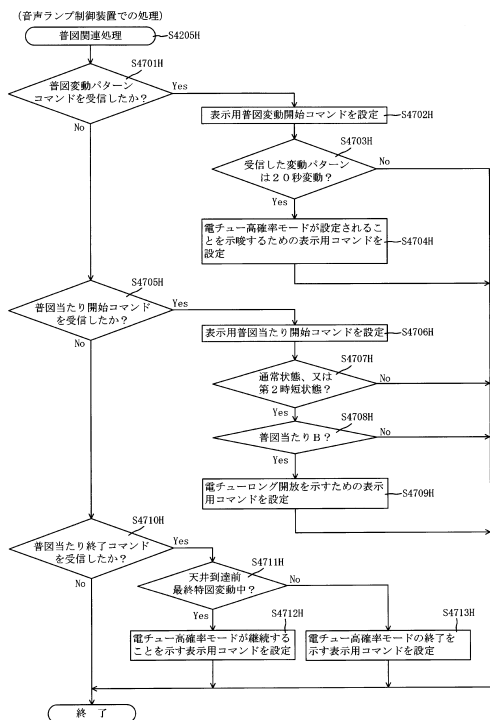 (音声ランプ制御装置での処理)
普図関連処理
S4205H
S4701H
普図変動パターン
コマンドを受信したか?
Yes
No
表示用普図変動開始コマンドを設定
S4702H
S4703H
受信した変動パターン
は20秒変動?
No
Yes
電チュー高確率モードが設定されるこ
とを示唆するための表示用コマンドを
設定
S4704H
S4705H
普図当たり開始コマンド
を受信したか?
Yes
No
表示用普図当たり開始コマンドを設定
S4706H
S4707H
通常状態、又は
第2時短状態?
No
Yes
S4708H
普図当たりB?
No
Yes
電チューロング開放を示すための表示
用コマンドを設定
S4709H
S4710H
普図当たり終了コマンド
を受信したか?
Yes
No
S4711H
天井到達前
最終特図変動中?
No
Yes
S4712H
電チュー高確率モードが継続する
ことを示す表示用コマンドを設定
S4713H
電チュー高確率モードの終了を
示す表示用コマンドを設定
終 了